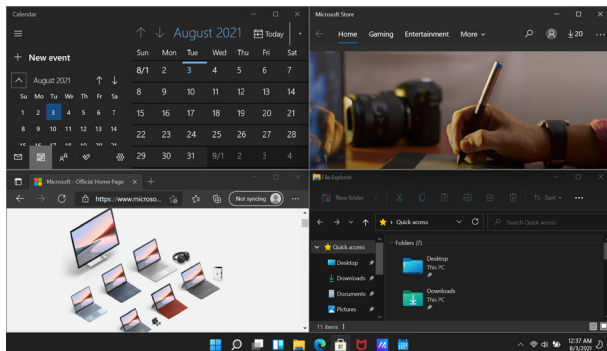 Calendar
August 2021
Today
New event
August 2021
Su Mo Tu We Th Fr Sa
1 2 3 4 5 6 7
8 9 10 11 12 13 14
Sun Mon Tue Wed Thu Fri Sat
8/1 2 3 4 5 6 7
8 9 10 11 12 13 14
15 16 17 18 19 20 21
22 23 24 25 26 27 28
29 30 31 9/1 2 3 4
Microsoft Store
Home Gaming Entertainment More
20
Microsoft - Official Home Page
https://www.microso...
Not syncing
File Explorer
New folder
Sort
Quick access
Search Quick access
Quick access
Desktop
Downloads
Documents
Pictures
Folders (7)
Desktop
This PC
Downloads
This PC
11 items
12:37 AM
8/3/2021